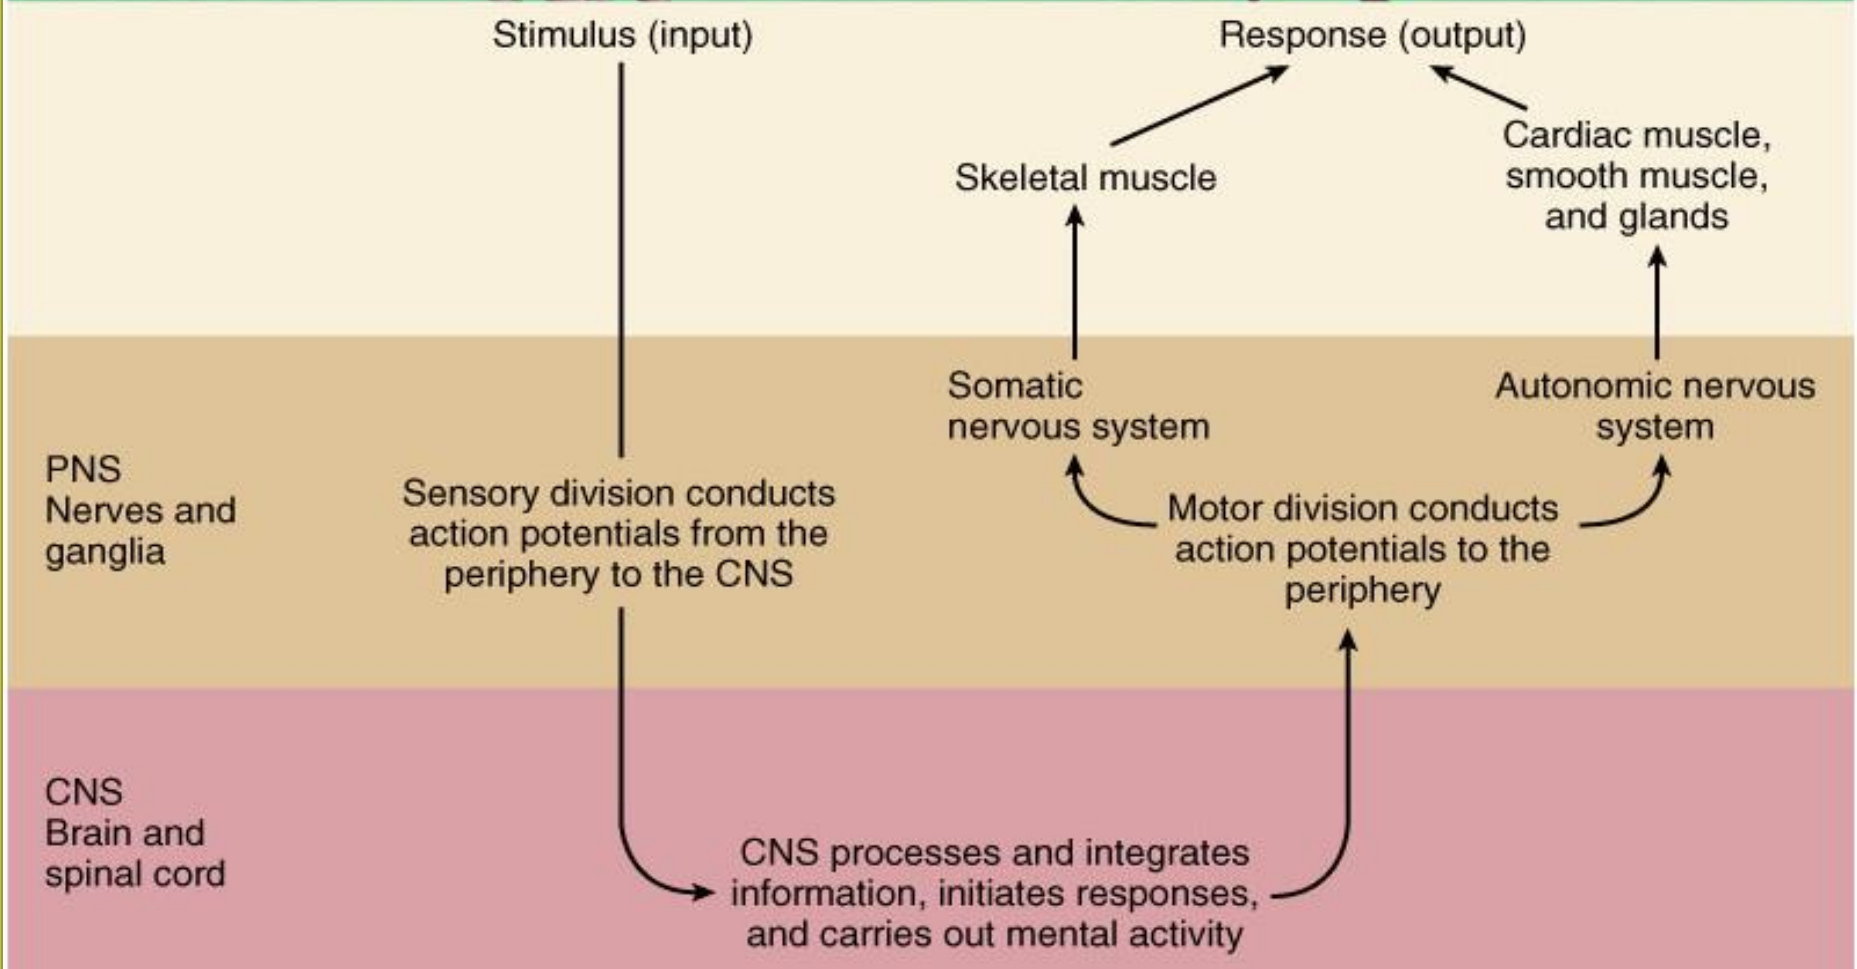 Stimulus (input)
Response (output)
Skeletal muscle
Cardiac muscle,
smooth muscle,
and glands
Somatic
nervous system
Autonomic nervous
system
PNS
Nerves and
ganglia
Sensory division conducts
action potentials from the
periphery to the CNS
Motor division conducts
action potentials to the
periphery
CNS
Brain and
spinal cord
CNS processes and integrates
information, initiates responses,
and carries out mental activity